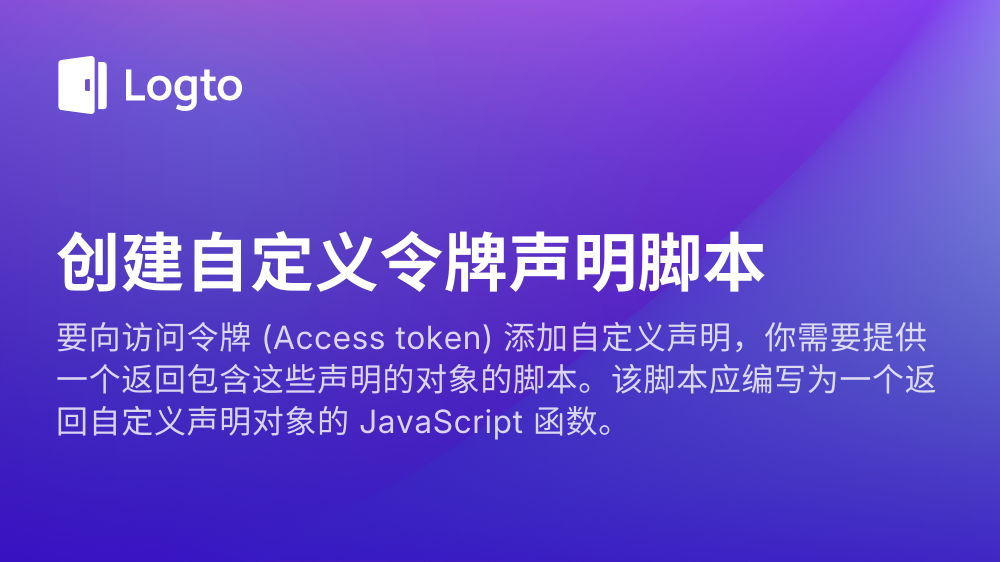 Logto
创建自定义令牌声明脚本
要向访问令牌 (Access token) 添加自定义声明，你需要提供
一个返回包含这些声明的对象的脚本。该脚本应编写为一个返
回自定义声明对象的 JavaScript 函数。